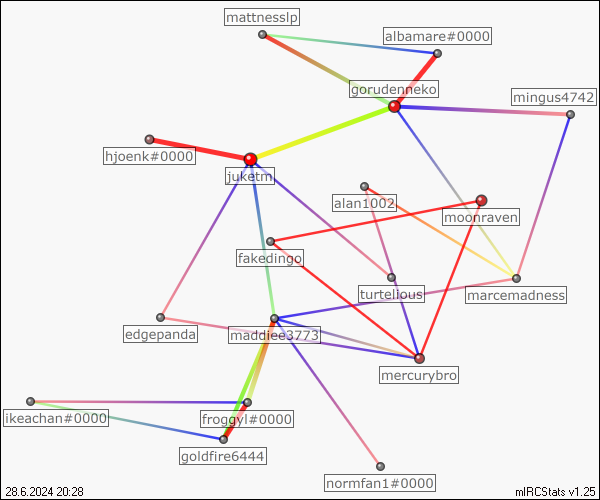 mattnesslp
albamare#0000
gorudenneko
mingus4742
hjoenk#0000
juketm
alan1002
moonraven
fakedingo
turtelious
marcemadness
edgepanda
maddiee3773
mercurybro
ikeachan#0000
froggyl#0000
goldfire6444
normfan1#0000
28.6.2024 20:28
mIRCStats v1.25